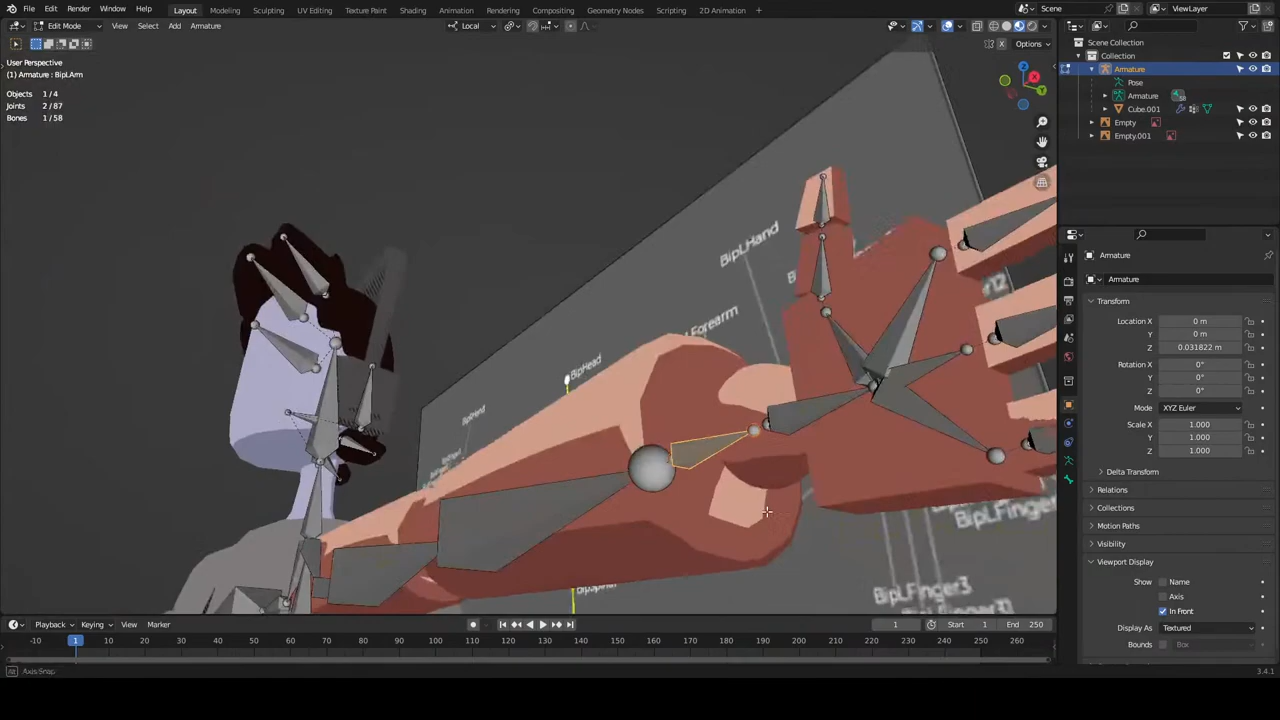 File Edit Render Window Help Layout Modeling Sculpting UV Editing Texture Paint Shading Animation Rendering Compositing Geometry Nodes Scripting 2D Animation + Scene ViewLayer
Edit Mode View Select Add Armature Local
X Options
User Perspective
(1) Armature : BipLArm
Objects 1/4
Joints 2/87
Bones 1/58
Scene Collection
Collection
Armature
Pose
Armature
Cube.001
Empty
Empty.001
BipLHand
Forearm
BipHead
BipLFinger3
Armature
Armature
Transform
Location X 0 m
Y 0 m
Z 0.031822 m
Rotation X 0°
Y 0°
Z 0°
Mode XYZ Euler
Scale X 1.000
Y 1.000
Z 1.000
Delta Transform
Relations
Collections
Motion Paths
Visibility
Viewport Display
Show Name
Axis
In Front
Display As Textured
Bounds Box
Playback Keying View Marker 1 Start 1 End 250
-10 1 10 20 30 40 50 60 70 80 90 100 110 120 130 140 150 160 170 180 190 200 210 220 230 240 250 260
Axis Snap 3.4.1